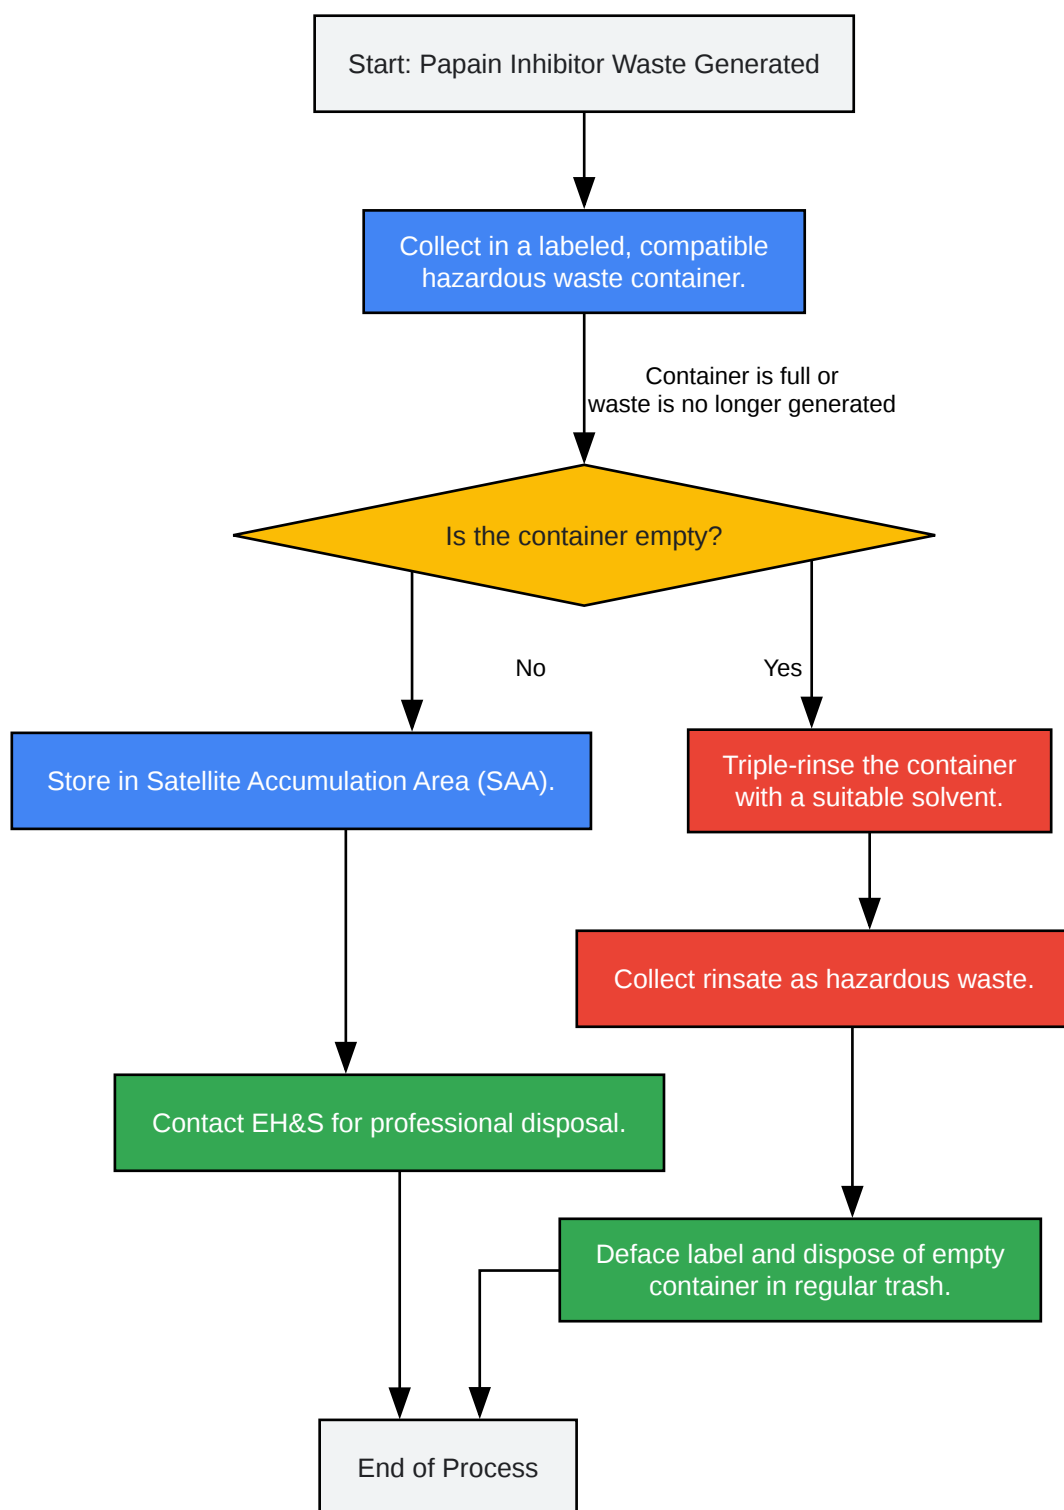 Start: Papain Inhibitor Waste Generated
Collect in a labeled, compatible
hazardous waste container.
Container is full or
waste is no longer generated
Is the container empty?
No
Yes
Store in Satellite Accumulation Area (SAA).
Triple-rinse the container
with a suitable solvent.
Collect rinsate as hazardous waste.
Contact EH&S for professional disposal.
Deface label and dispose of empty
container in regular trash.
End of Process